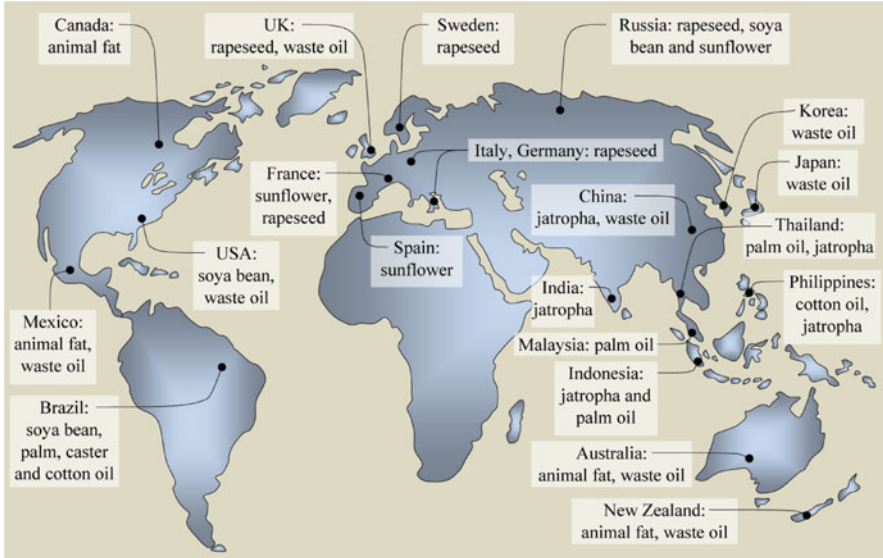 Canada:
animal fat
UK:
rapeseed, waste oil
Sweden:
rapeseed
Russia: rapeseed, soya
bean and sunflower
Korea:
waste oil
Italy, Germany: rapeseed
Japan:
waste oil
France:
sunflower,
rapeseed
China:
jatropha, waste oil
Thailand:
palm oil, jatropha
USA:
soya bean,
waste oil
Spain:
sunflower
India:
jatropha
Philippines:
cotton oil,
jatropha
Mexico:
animal fat,
waste oil
Malaysia: palm oil
Indonesia:
jatropha and
palm oil
Brazil:
soya bean,
palm, caster
and cotton oil
Australia:
animal fat, waste oil
New Zealand:
animal fat, waste oil